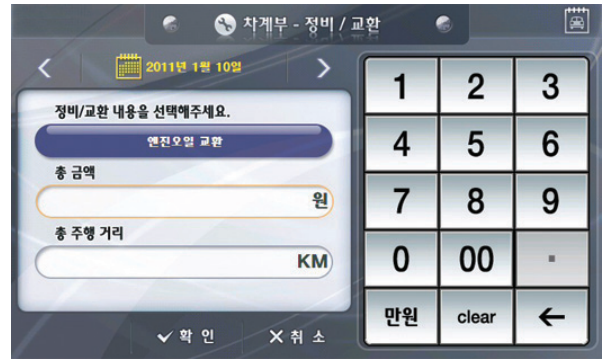 차계부 - 정비 / 교환
2011년 1월 10일
정비/교환 내용을 선택해주세요.
엔진오일 교환
총 금액
원
총 주행 거리
KM
확 인
취 소
1 2 3
4 5 6
7 8 9
0 00 .
만원 clear ←